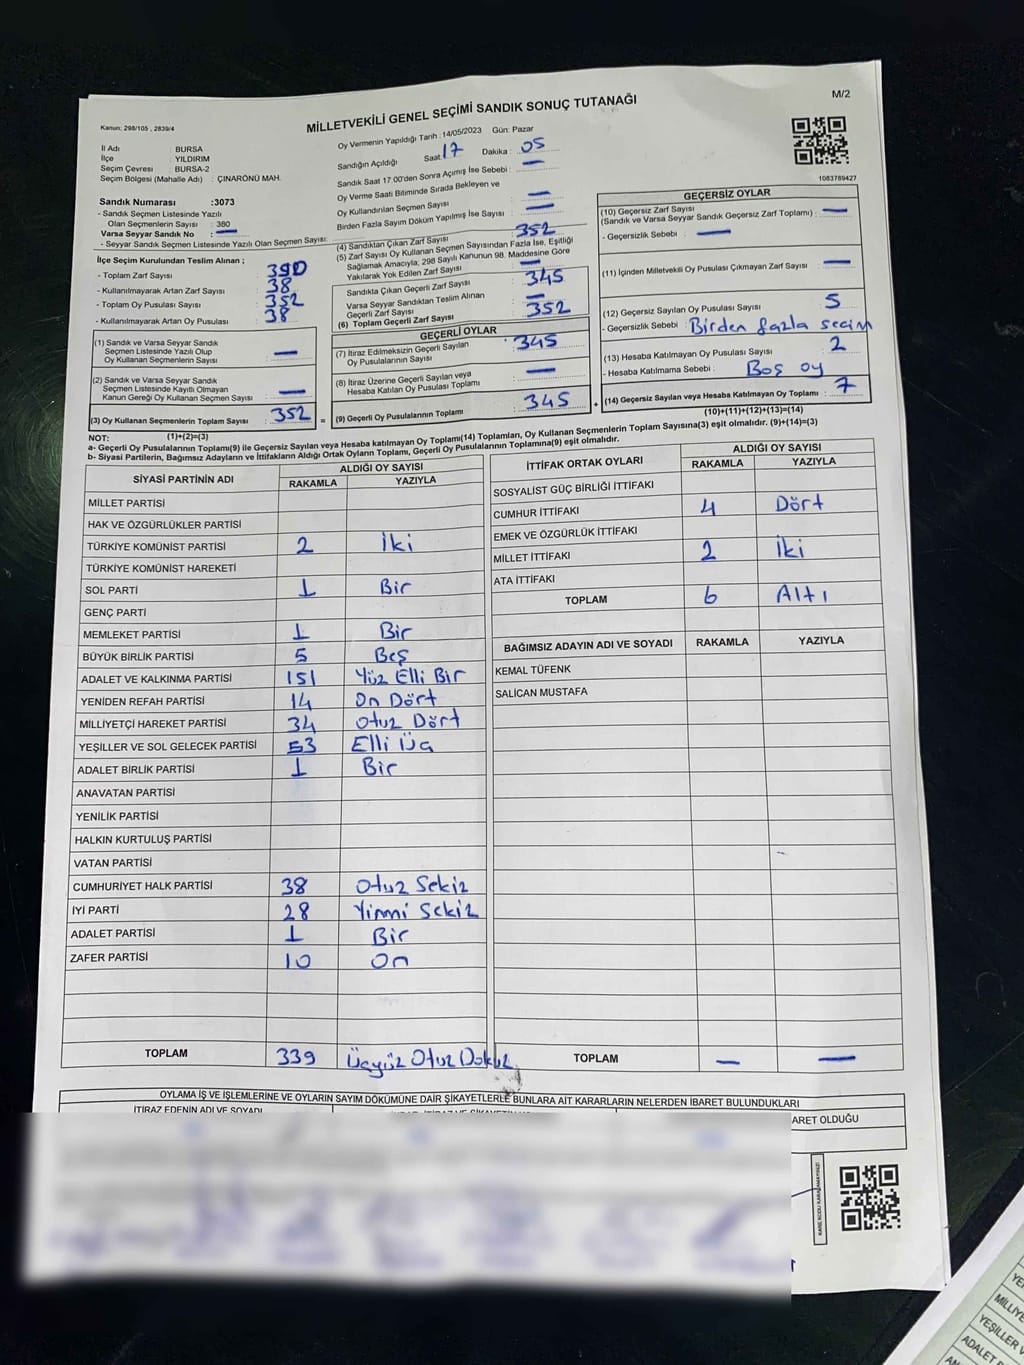 M/2
MİLLETVEKİLİ GENEL SEÇİMİ SANDIK SONUÇ TUTANAĞI
Kanun: 298/105 , 2839/4
Oy Vermenin Yapıldığı Tarih : 14/05/2023 Gün: Pazar
İl Adı : BURSA
İlçe : YILDIRIM
Seçim Çevresi : BURSA-2
Seçim Bölgesi (Mahalle Adı) : ÇINARÖNÜ MAH.
Sandığın Açıldığı Saat 17 Dakika : 05
Sandık Saat 17:00'den Sonra Açımış İse Sebebi : —
Oy Verme Saati Bitiminde Sırada Bekleyen ve
Oy Kullandırılan Seçmen Sayısı : —
Birden Fazla Sayım Döküm Yapılmış İse Sayısı : —
1083789427
Sandık Numarası :3073
- Sandık Seçmen Listesinde Yazılı
Olan Seçmenlerin Sayısı : 380
Varsa Seyyar Sandık No : —
- Seyyar Sandık Seçmen Listesinde Yazılı Olan Seçmen Sayısı:
İlçe Seçim Kurulundan Teslim Alınan ;
- Toplam Zarf Sayısı : 390
- Kullanılmayarak Artan Zarf Sayısı : 38
- Toplam Oy Pusulası Sayısı : 352
- Kullanılmayarak Artan Oy Pusulası : 38
(1) Sandık ve Varsa Seyyar Sandık
Seçmen Listesinde Yazılı Olup
Oy Kullanan Seçmenlerin Sayısı : —
(2) Sandık ve Varsa Seyyar Sandık
Seçmen Listesinde Kayıtlı Olmayan
Kanun Gereği Oy Kullanan Seçmen Sayısı : —
(3) Oy Kullanan Seçmenlerin Toplam Sayısı : 352 =
(1)+(2)=(3)
(4) Sandıktan Çıkan Zarf Sayısı : 352
(5) Zarf Sayısı Oy Kullanan Seçmen Sayısından Fazla İse, Eşitliği
Sağlamak Amacıyla, 298 Sayılı Kanunun 98. Maddesine Göre
Yakılarak Yok Edilen Zarf Sayısı : —
Sandıkta Çıkan Geçerli Zarf Sayısı : 345
Varsa Seyyar Sandıktan Teslim Alınan
Geçerli Zarf Sayısı : —
(6) Toplam Geçerli Zarf Sayısı : 352
GEÇERLİ OYLAR
(7) İtiraz Edilmeksizin Geçerli Sayılan
Oy Pusulalarının Sayısı : 345
(8) İtiraz Üzerine Geçerli Sayılan veya
Hesaba Katılan Oy Pusulası Toplamı : —
(9) Geçerli Oy Pusulalarının Toplamı : 345 +
GEÇERSİZ OYLAR
(10) Geçersiz Zarf Sayısı
(Sandık ve Varsa Seyyar Sandık Geçersiz Zarf Toplamı) : —
- Geçersizlik Sebebi : —
(11) İçinden Milletvekili Oy Pusulası Çıkmayan Zarf Sayısı : —
(12) Geçersiz Sayılan Oy Pusulası Sayısı : 5
- Geçersizlik Sebebi : Birden fazla secim
(13) Hesaba Katılmayan Oy Pusulası Sayısı : 2
- Hesaba Katılmama Sebebi : Boş oy
(14) Geçersiz Sayılan veya Hesaba Katılmayan Oy Toplamı : 7
(10)+(11)+(12)+(13)=(14)
NOT:
a- Geçerli Oy Pusulalarının Toplamı(9) ile Geçersiz Sayılan veya Hesaba katılmayan Oy Toplamı(14) Toplamları, Oy Kullanan Seçmenlerin Toplam Sayısına(3) eşit olmalıdır. (9)+(14)=(3)
b- Siyasi Partilerin, Bağımsız Adayların ve İttifakların Aldığı Ortak Oyların Toplamı, Geçerli Oy Pusulalarının Toplamına(9) eşit olmalıdır.
SİYASİ PARTİNİN ADI ALDIĞI OY SAYISI
RAKAMLA YAZIYLA
MİLLET PARTİSİ
HAK VE ÖZGÜRLÜKLER PARTİSİ
TÜRKİYE KOMÜNİST PARTİSİ 2 İki
TÜRKİYE KOMÜNİST HAREKETİ
SOL PARTİ 1 Bir
GENÇ PARTİ
MEMLEKET PARTİSİ 1 Bir
BÜYÜK BİRLİK PARTİSİ 5 Beş
ADALET VE KALKINMA PARTİSİ 151 Yüz Elli Bir
YENİDEN REFAH PARTİSİ 14 On Dört
MİLLİYETÇİ HAREKET PARTİSİ 34 Otuz Dört
YEŞİLLER VE SOL GELECEK PARTİSİ 53 Elli Üç
ADALET BİRLİK PARTİSİ 1 Bir
ANAVATAN PARTİSİ
YENİLİK PARTİSİ
HALKIN KURTULUŞ PARTİSİ
VATAN PARTİSİ
CUMHURİYET HALK PARTİSİ 38 Otuz Sekiz
İYİ PARTİ 28 Yirmi Sekiz
ADALET PARTİSİ 1 Bir
ZAFER PARTİSİ 10 On
TOPLAM 339 Üçyüz Otuz Dokuz
İTTİFAK ORTAK OYLARI ALDIĞI OY SAYISI
RAKAMLA YAZIYLA
SOSYALİST GÜÇ BİRLİĞİ İTTİFAKI
CUMHUR İTTİFAKI 4 Dört
EMEK VE ÖZGÜRLÜK İTTİFAKI
MİLLET İTTİFAKI 2 İki
ATA İTTİFAKI
TOPLAM 6 Altı
BAĞIMSIZ ADAYIN ADI VE SOYADI RAKAMLA YAZIYLA
KEMAL TÜFENK
SALİCAN MUSTAFA
TOPLAM — —
OYLAMA İŞ VE İŞLEMLERİNE VE OYLARIN SAYIM DÖKÜMÜNE DAİR ŞİKAYETLERLE BUNLARA AİT KARARLARIN NELERDEN İBARET BULUNDUKLARI
İTİRAZ EDENİN ADI VE SOYADI
ARET OLDUĞU
YE
MİLLİYE
YEŞİLLER V
ADALET B